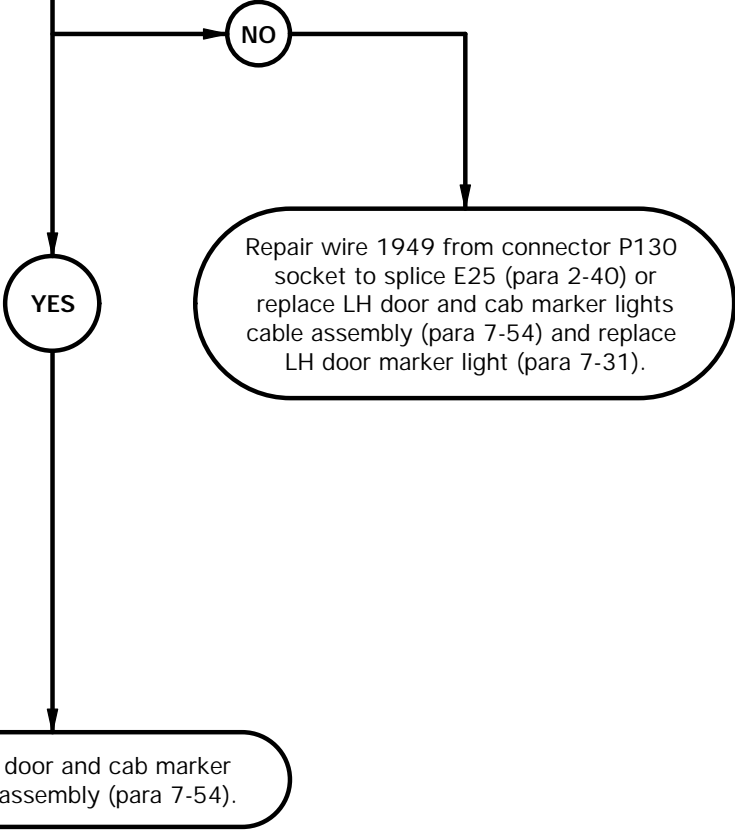 NO
YES
Repair wire 1949 from connector P130
socket to splice E25 (para 2-40) or
replace LH door and cab marker lights
cable assembly (para 7-54) and replace
LH door marker light (para 7-31).
door and cab marker
assembly (para 7-54).